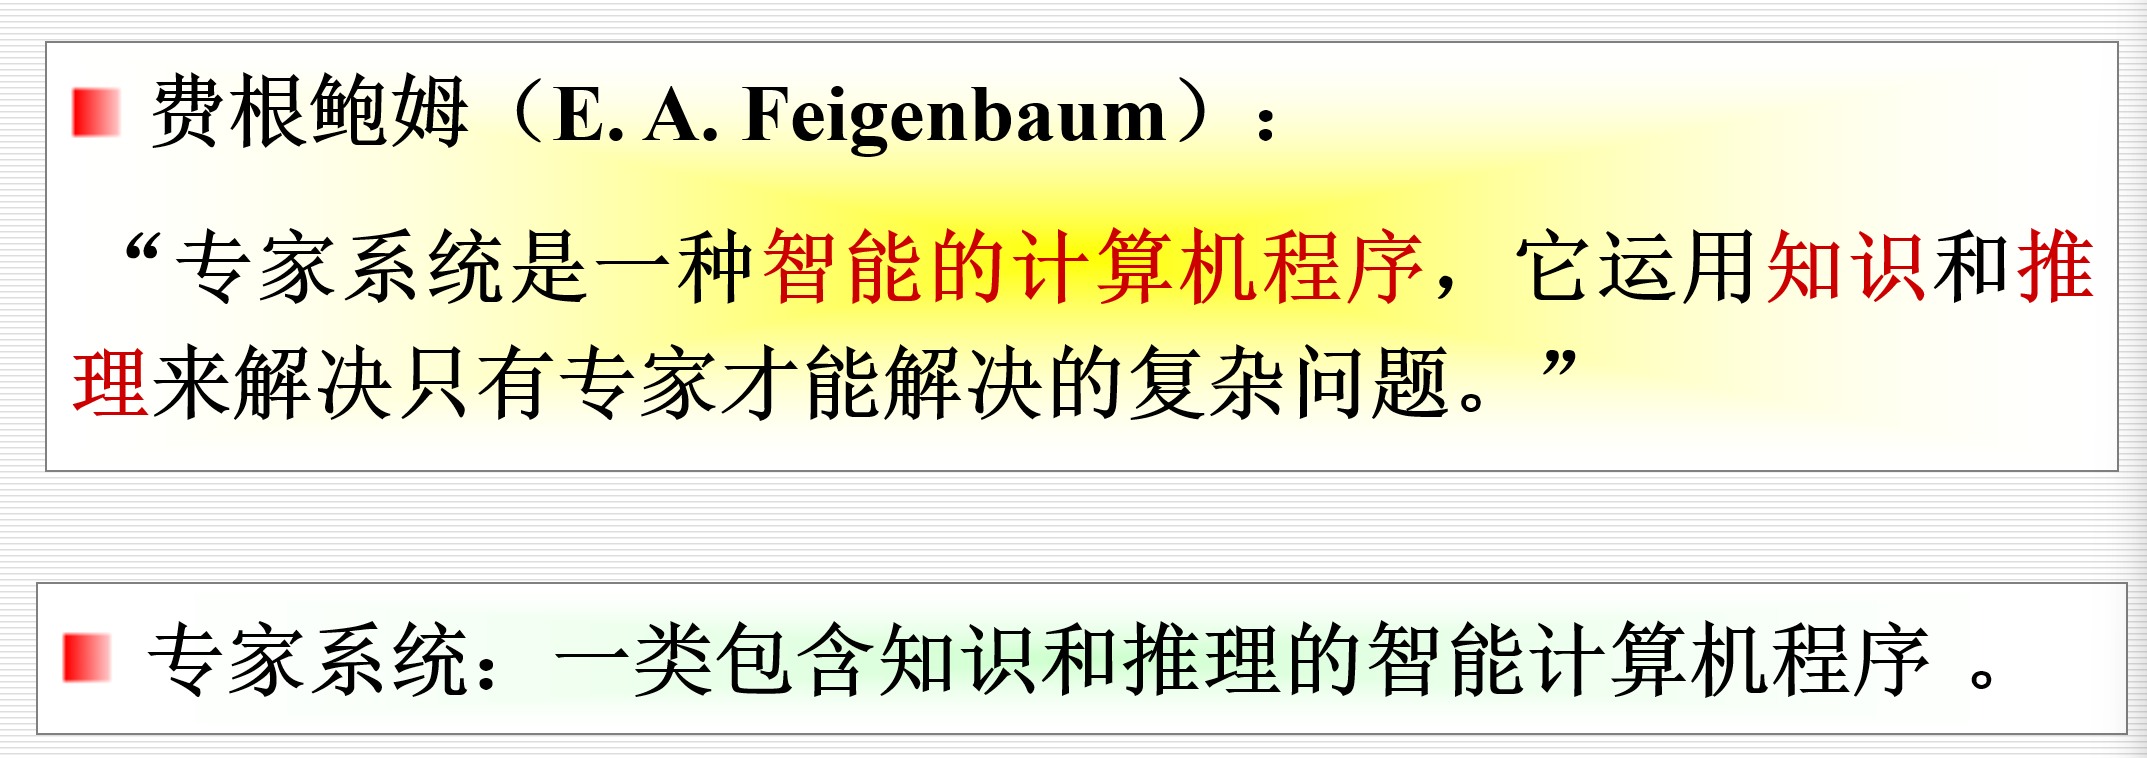 费根鲍姆（E. A. Feigenbaum）：
“专家系统是一种智能的计算机程序，它运用知识和推
理来解决只有专家才能解决的复杂问题。”
专家系统：一类包含知识和推理的智能计算机程序 。